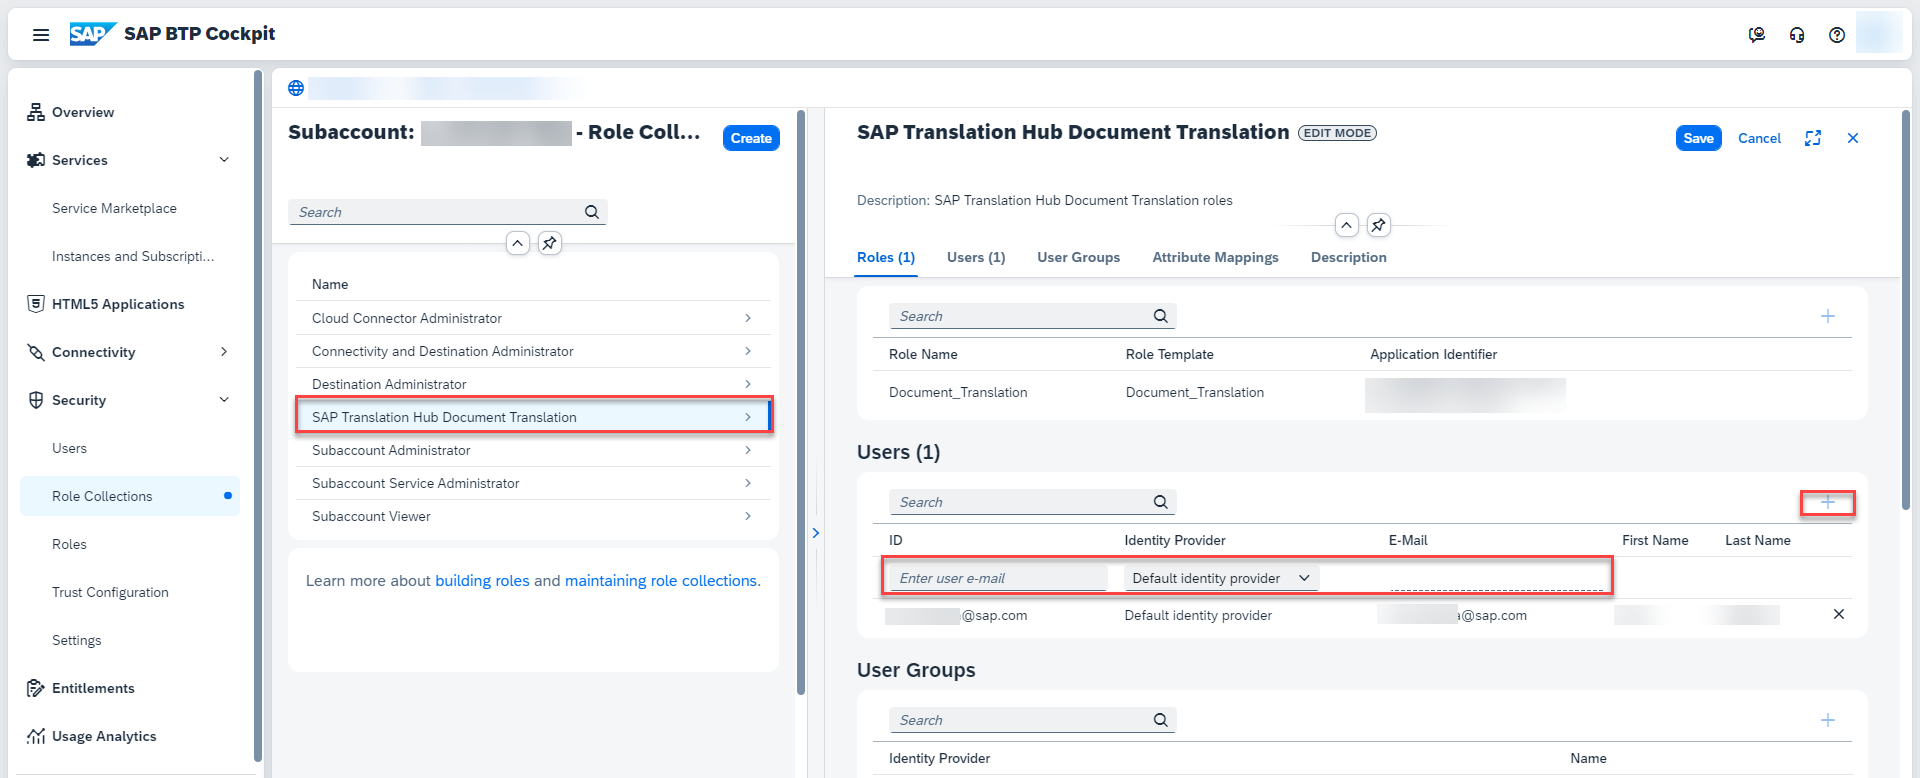 SAP SAP BTP Cockpit
Overview
Services
Service Marketplace
Instances and Subscripti...
HTML5 Applications
Connectivity
Security
Users
Role Collections
Roles
Trust Configuration
Settings
Entitlements
Usage Analytics
Subaccount: - Role Coll...
Create
Search
Name
Cloud Connector Administrator
Connectivity and Destination Administrator
Destination Administrator
SAP Translation Hub Document Translation
Subaccount Administrator
Subaccount Service Administrator
Subaccount Viewer
Learn more about building roles and maintaining role collections.
SAP Translation Hub Document Translation EDIT MODE
Save Cancel
Description: SAP Translation Hub Document Translation roles
Roles (1) Users (1) User Groups Attribute Mappings Description
Search
Role Name Role Template Application Identifier
Document_Translation Document_Translation
Users (1)
Search
ID Identity Provider E-Mail First Name Last Name
Enter user e-mail Default identity provider
@sap.com Default identity provider a@sap.com
User Groups
Search
Identity Provider Name